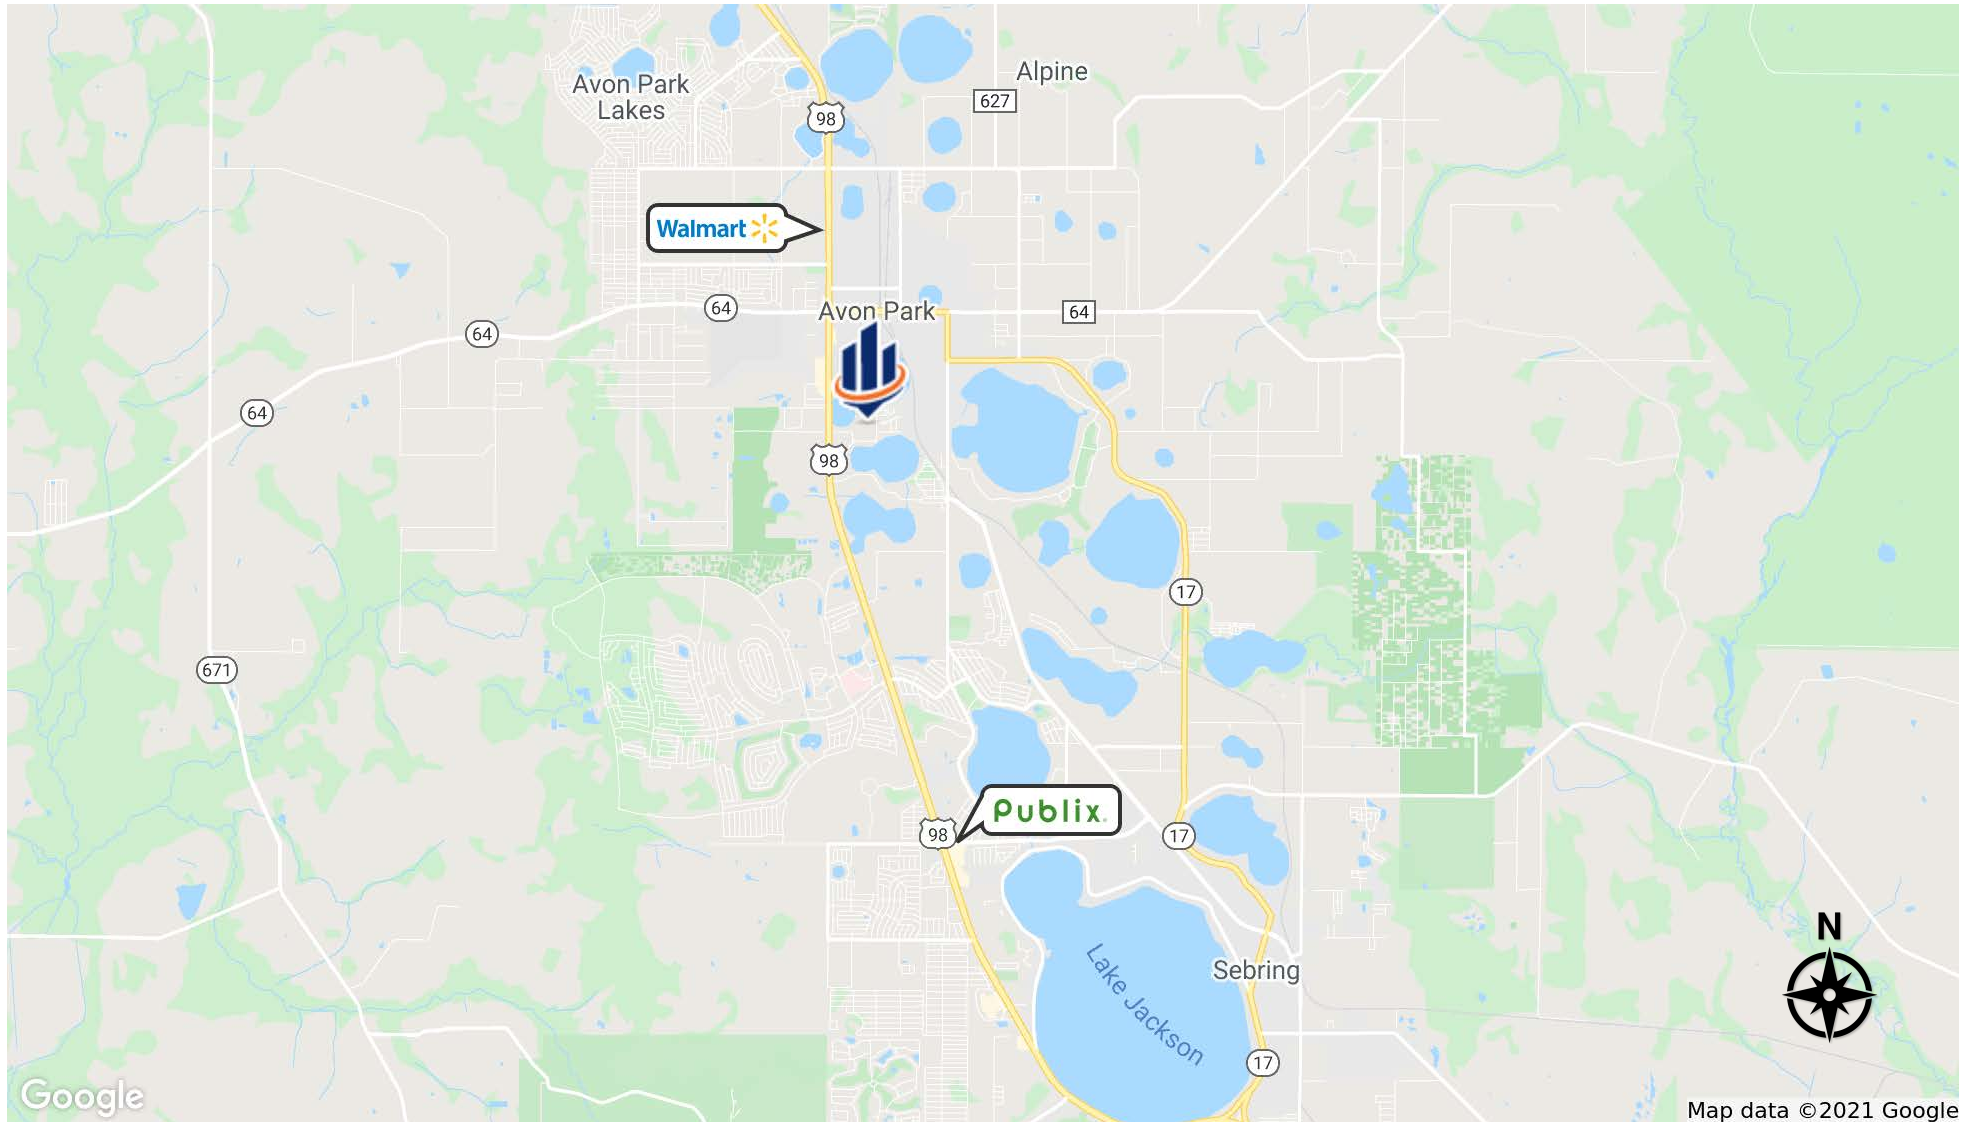 Alpine
Avon Park
Lakes
627
98
Walmart
Avon Park
64
64
64
98
64
17
671
Publix.
98
17
N
Sebring
Lake Jackson
17
Google
Map data ©2021 Google